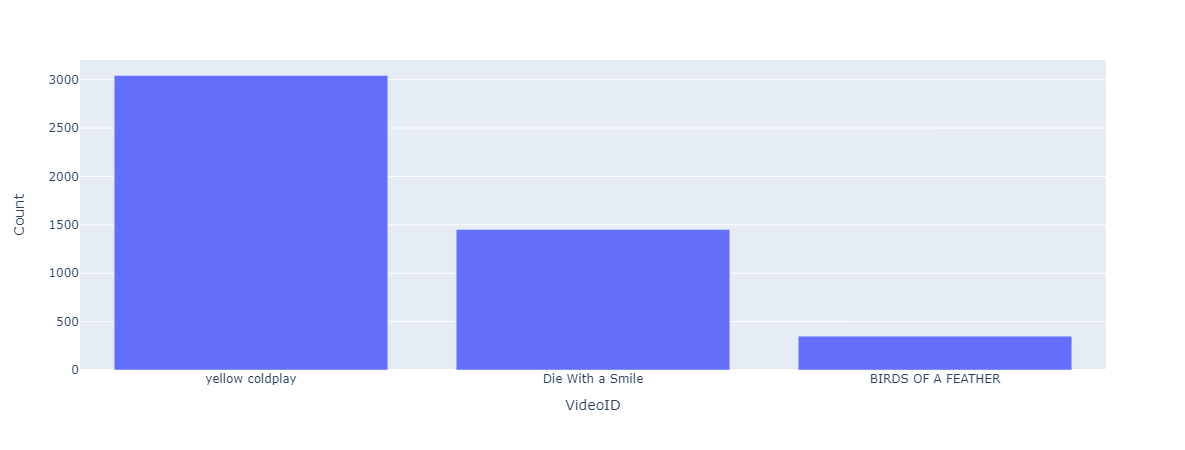 Count
3000
2500
2000
1500
1000
500
0
yellow coldplay
Die With a Smile
BIRDS OF A FEATHER
VideoID